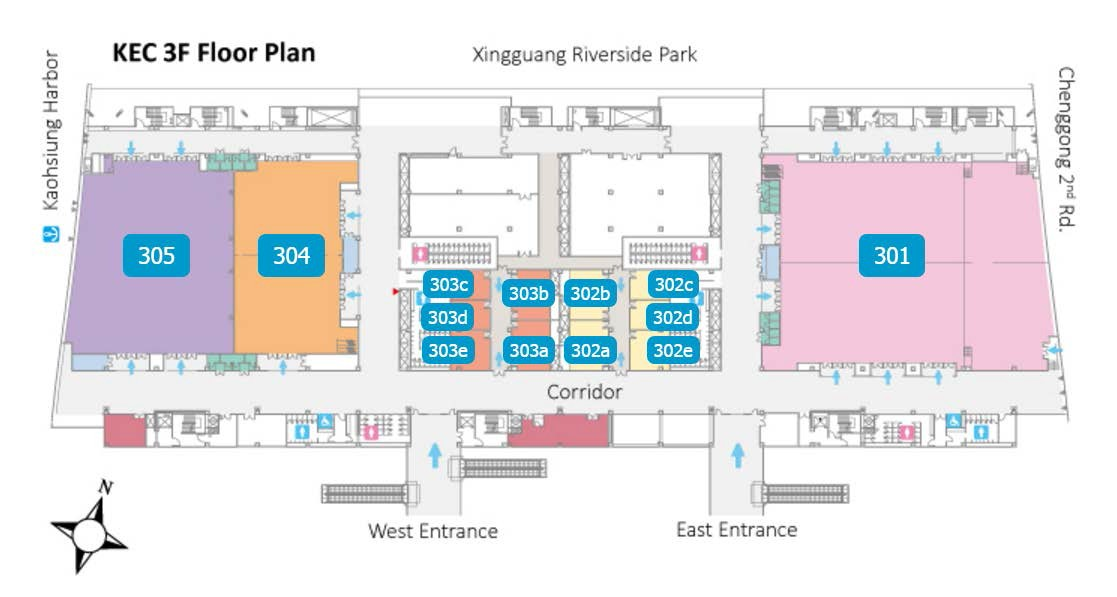 KEC 3F Floor Plan
Xingguang Riverside Park
Kaohsiung Harbor
Chenggong 2nd Rd.
305
304
301
303c
303b
302b
302c
303d
302d
303e
303a
302a
302e
Corridor
N
West Entrance
East Entrance